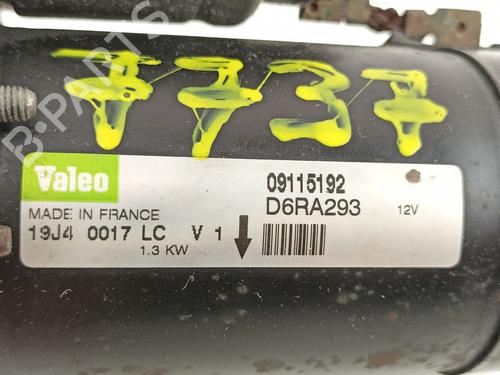 7737
B-PARTS
Valeo
09115192
MADE IN FRANCE
D6RA293 12V
19J4 0017 LC V 1
1.3 KW